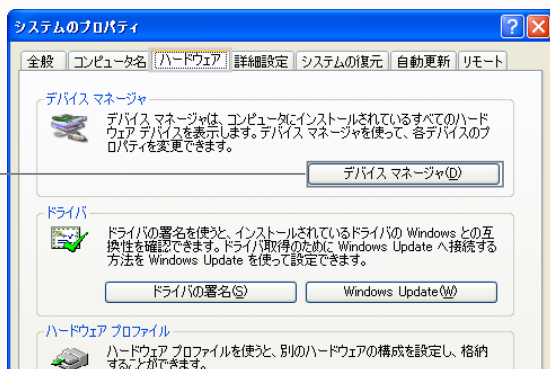 システムのプロパティ
全般 コンピュータ名 ハードウェア 詳細設定 システムの復元 自動更新 リモート
デバイス マネージャ
デバイス マネージャは、コンピュータにインストールされているすべてのハード
ウェア デバイスを表示します。デバイス マネージャを使って、各デバイスのプ
ロパティを変更できます。
デバイス マネージャ(D)
ドライバ
ドライバの署名を使うと、インストールされているドライバの Windows との互
換性を確認できます。ドライバ取得のために Windows Update へ接続する
方法を Windows Update を使って設定できます。
ドライバの署名(S) Windows Update(W)
ハードウェア プロファイル
ハードウェア プロファイルを使うと、別のハードウェアの構成を設定し、格納
することができます。